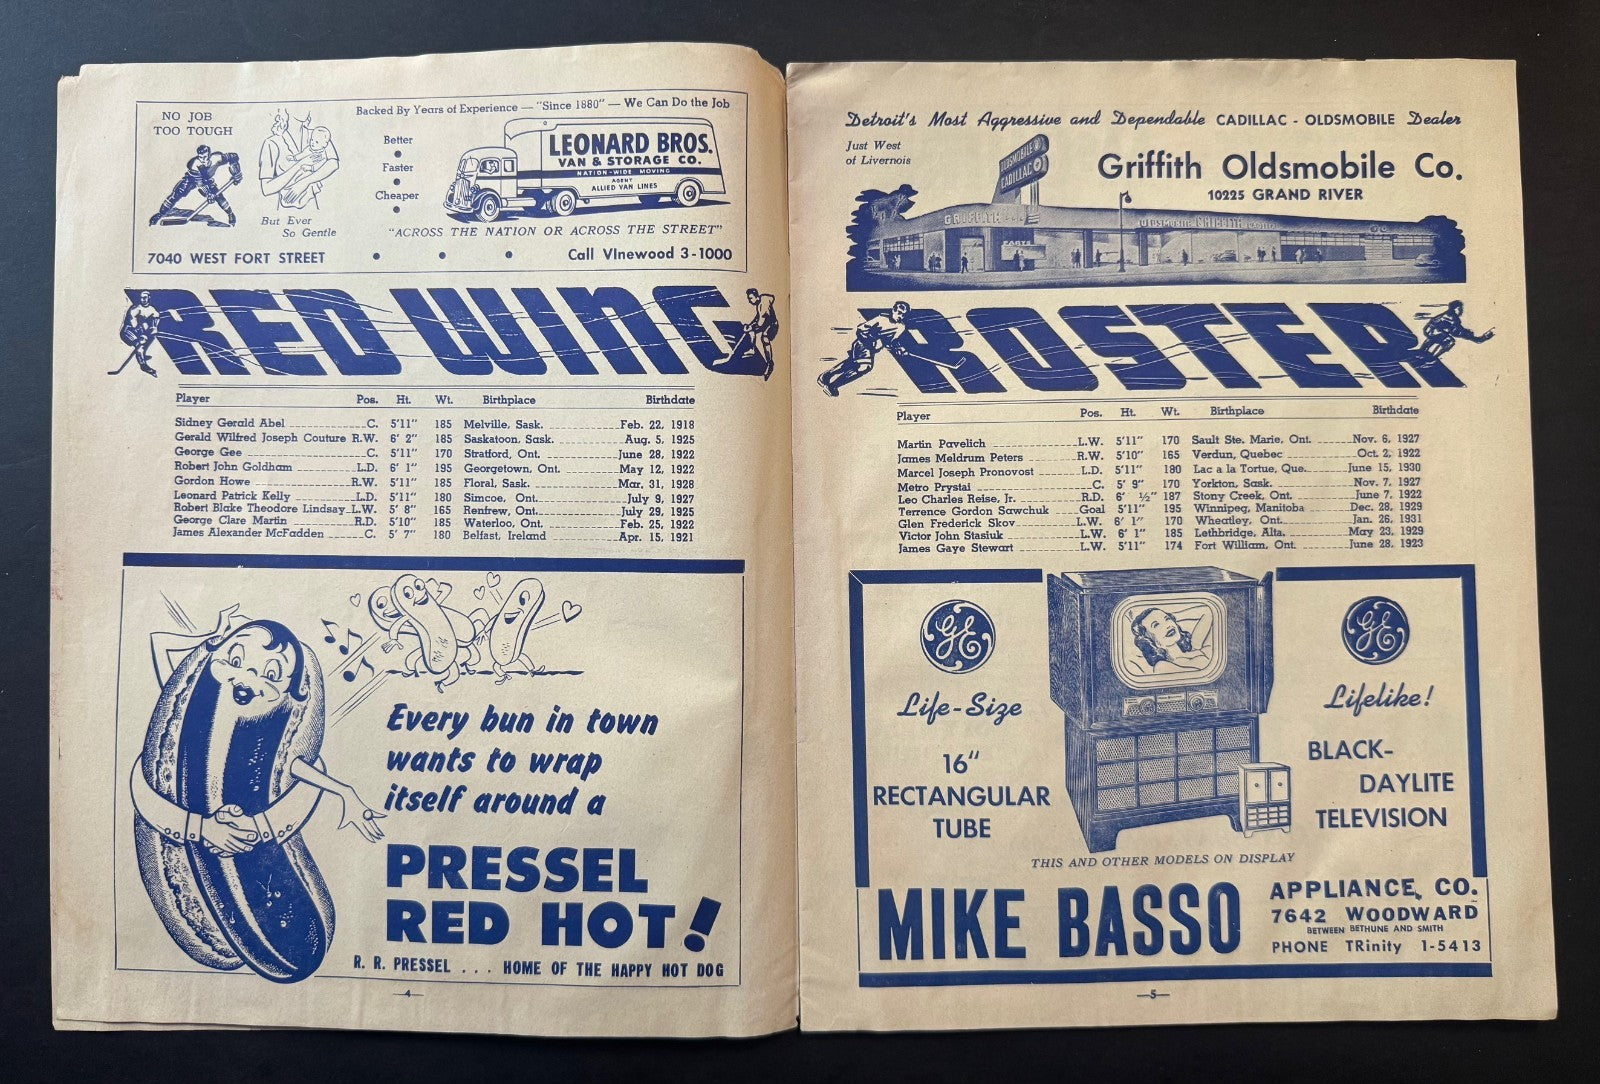 NO JOB
TOO TOUGH
But Ever
So Gentle
Backed By Years of Experience — "Since 1880" — We Can Do the Job
Better
•
Faster
•
Cheaper
•
LEONARD BROS.
VAN & STORAGE CO.
NATION-WIDE MOVING
AGENT
ALLIED VAN LINES
"ACROSS THE NATION OR ACROSS THE STREET"
7040 WEST FORT STREET • • • Call VInewood 3-1000
RED WING
Player Pos. Ht. Wt. Birthplace Birthdate
Sidney Gerald Abel C. 5'11" 185 Melville, Sask. Feb. 22, 1918
Gerald Wilfred Joseph Couture R.W. 6' 2" 185 Saskatoon, Sask. Aug. 5, 1925
George Gee C. 5'11" 170 Stratford, Ont. June 28, 1922
Robert John Goldham L.D. 6' 1" 195 Georgetown, Ont. May 12, 1922
Gordon Howe R.W. 5'11" 185 Floral, Sask. Mar. 31, 1928
Leonard Patrick Kelly L.D. 5'11" 180 Simcoe, Ont. July 9, 1927
Robert Blake Theodore Lindsay L.W. 5' 8" 165 Renfrew, Ont. July 29, 1925
George Clare Martin R.D. 5'10" 185 Waterloo, Ont. Feb. 25, 1922
James Alexander McFadden C. 5' 7" 180 Belfast, Ireland Apr. 15, 1921
Every bun in town
wants to wrap
itself around a
PRESSEL
RED HOT!
R. R. PRESSEL . . . HOME OF THE HAPPY HOT DOG
—4—
Detroit's Most Aggressive and Dependable CADILLAC - OLDSMOBILE Dealer
Just West
of Livernois
OLDSMOBILE
CADILLAC
Griffith Oldsmobile Co.
10225 GRAND RIVER
GRIFFITH
PARTS
OLDSMOBILE GRIFFITH
ROSTER
Player Pos. Ht. Wt. Birthplace Birthdate
Martin Pavelich L.W. 5'11" 170 Sault Ste. Marie, Ont. Nov. 6, 1927
James Meldrum Peters R.W. 5'10" 165 Verdun, Quebec Oct. 2, 1922
Marcel Joseph Pronovost L.D. 5'11" 180 Lac a la Tortue, Que. June 15, 1930
Metro Prystai C. 5' 9" 170 Yorkton, Sask. Nov. 7, 1927
Leo Charles Reise, Jr. R.D. 6' ½" 187 Stony Creek, Ont. June 7, 1922
Terrence Gordon Sawchuk Goal 5'11" 195 Winnipeg, Manitoba Dec. 28, 1929
Glen Frederick Skov L.W. 6' 1" 170 Wheatley, Ont. Jan. 26, 1931
Victor John Stasiuk L.W. 6' 1" 185 Lethbridge, Alta. May 23, 1929
James Gaye Stewart L.W. 5'11" 174 Fort William, Ont. June 28, 1923
GE
Life-Size
16"
RECTANGULAR
TUBE
GE
Lifelike!
BLACK-
DAYLITE
TELEVISION
THIS AND OTHER MODELS ON DISPLAY
MIKE BASSO
APPLIANCE CO.
7642 WOODWARD
BETWEEN BETHUNE AND SMITH
PHONE TRinity 1-5413
—5—